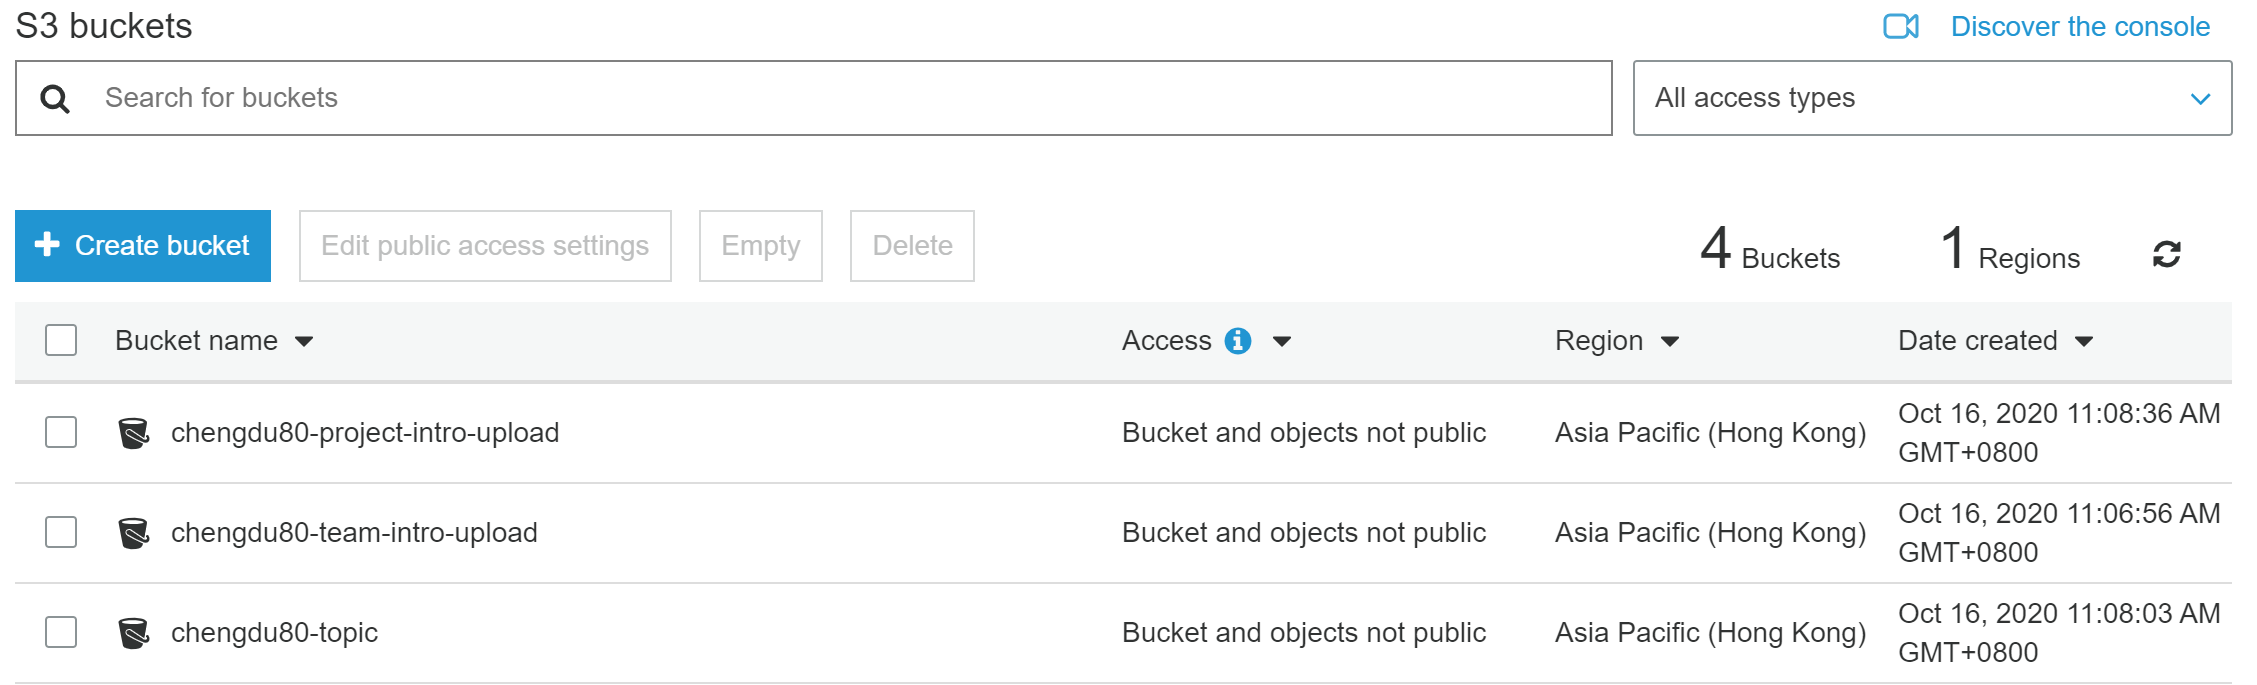 S3 buckets
Discover the console
Search for buckets
All access types
Create bucket
Edit public access settings
Empty
Delete
4 Buckets
1 Regions
Bucket name
Access
Region
Date created
chengdu80-project-intro-upload
Bucket and objects not public
Asia Pacific (Hong Kong)
Oct 16, 2020 11:08:36 AM
GMT+0800
chengdu80-team-intro-upload
Bucket and objects not public
Asia Pacific (Hong Kong)
Oct 16, 2020 11:06:56 AM
GMT+0800
chengdu80-topic
Bucket and objects not public
Asia Pacific (Hong Kong)
Oct 16, 2020 11:08:03 AM
GMT+0800